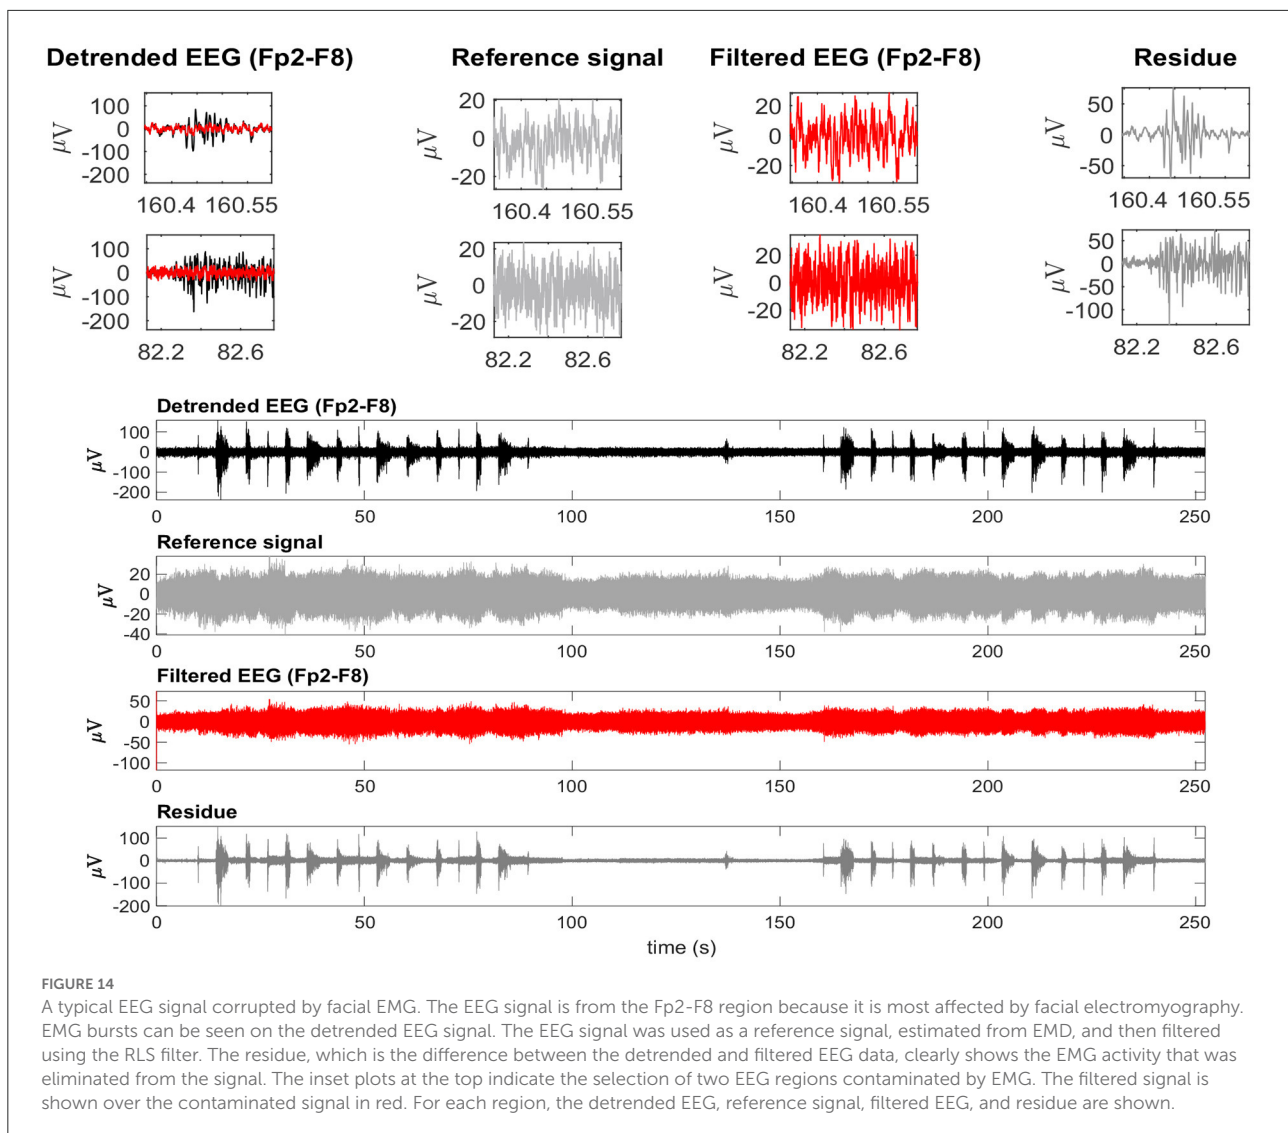 Detrended EEG (Fp2-F8) Reference signal Filtered EEG (Fp2-F8) Residue
100
0
-100
-200
μV
160.4 160.55
20
0
-20
μV
160.4 160.55
20
0
-20
μV
160.4 160.55
50
0
-50
μV
160.4 160.55
100
0
-100
-200
μV
82.2 82.6
20
0
-20
μV
82.2 82.6
20
0
-20
μV
82.2 82.6
50
0
-50
-100
μV
82.2 82.6
Detrended EEG (Fp2-F8)
100
0
-100
-200
μV
0 50 100 150 200 250
Reference signal
20
0
-20
-40
μV
0 50 100 150 200 250
Filtered EEG (Fp2-F8)
50
0
-50
-100
μV
0 50 100 150 200 250
Residue
100
0
-100
-200
μV
0 50 100 150 200 250
time (s)
FIGURE 14
A typical EEG signal corrupted by facial EMG. The EEG signal is from the Fp2-F8 region because it is most affected by facial electromyography.
EMG bursts can be seen on the detrended EEG signal. The EEG signal was used as a reference signal, estimated from EMD, and then filtered
using the RLS filter. The residue, which is the difference between the detrended and filtered EEG data, clearly shows the EMG activity that was
eliminated from the signal. The inset plots at the top indicate the selection of two EEG regions contaminated by EMG. The filtered signal is
shown over the contaminated signal in red. For each region, the detrended EEG, reference signal, filtered EEG, and residue are shown.